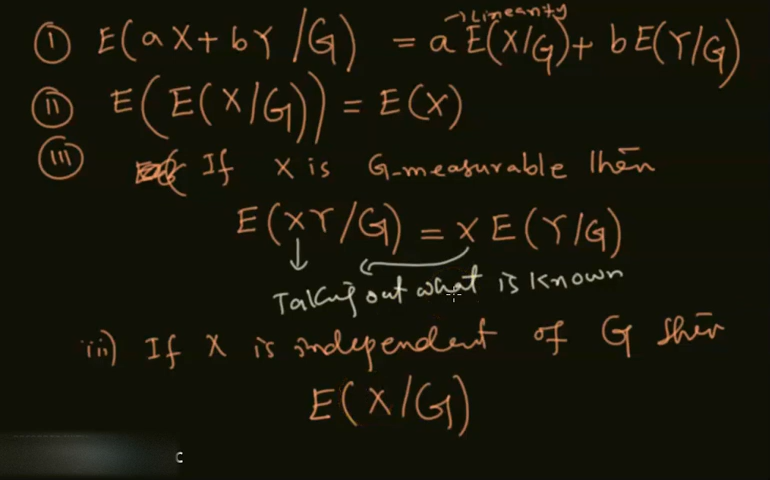 →Linearity
(i) E(aX + bY /G) = a E(X/G) + b E(Y/G)
(ii) E(E(X/G)) = E(X)
(iii) If X is G-measurable then
E(XY/G) = X E(Y/G)
Taking out what is known
iii) If X is independent of G then
E(X/G)
c